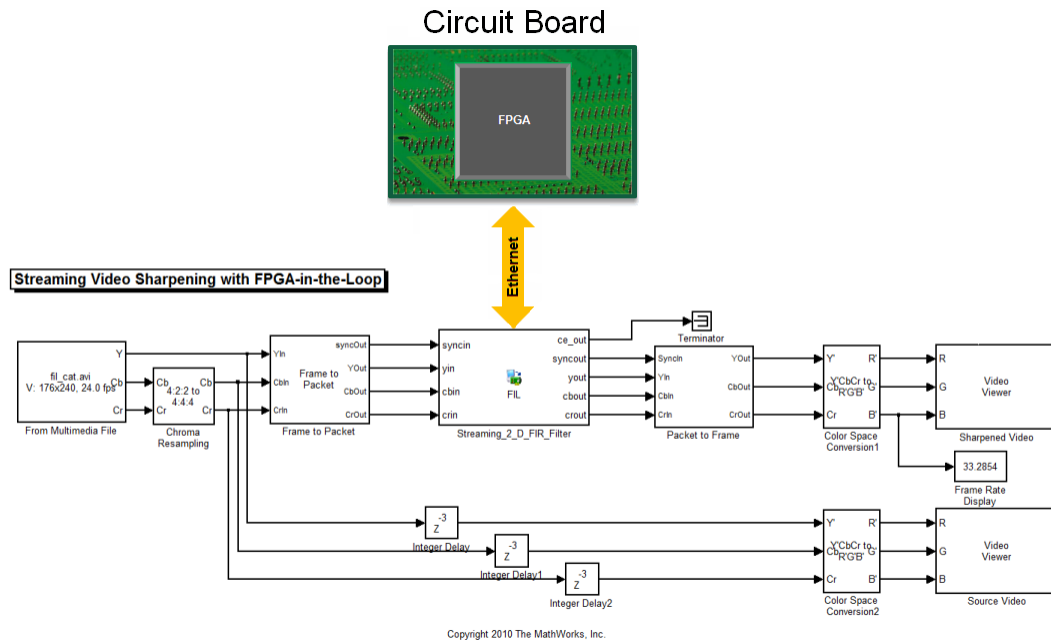 Circuit Board
FPGA
Ethernet
Streaming Video Sharpening with FPGA-in-the-Loop
fil_cat.avi
V: 176x240, 24.0 fps
Y
Cb
Cr
From Multimedia File
Cb
Cr
4:2:2 to
4:4:4
Cb
Cr
Chroma
Resampling
YIn
CbIn
CrIn
Frame to
Packet
syncOut
YOut
CbOut
CrOut
Frame to Packet
syncin
yin
cbin
crin
FIL
ce_out
syncout
yout
cbout
crout
Streaming_2_D_FIR_Filter
Terminator
SyncIn
YIn
CbIn
CrIn
YOut
CbOut
CrOut
Packet to Frame
Y'
Cb
Cr
Y'CbCr to
R'G'B'
R'
G'
B'
Color Space
Conversion1
R
G
B
Video
Viewer
Sharpened Video
33.2854
Frame Rate
Display
-3
Z
Integer Delay
-3
Z
Integer Delay1
-3
Z
Integer Delay2
Y'
Cb
Cr
Y'CbCr to
R'G'B'
R'
G'
B'
Color Space
Conversion2
R
G
B
Video
Viewer
Source Video
Copyright 2010 The MathWorks, Inc.